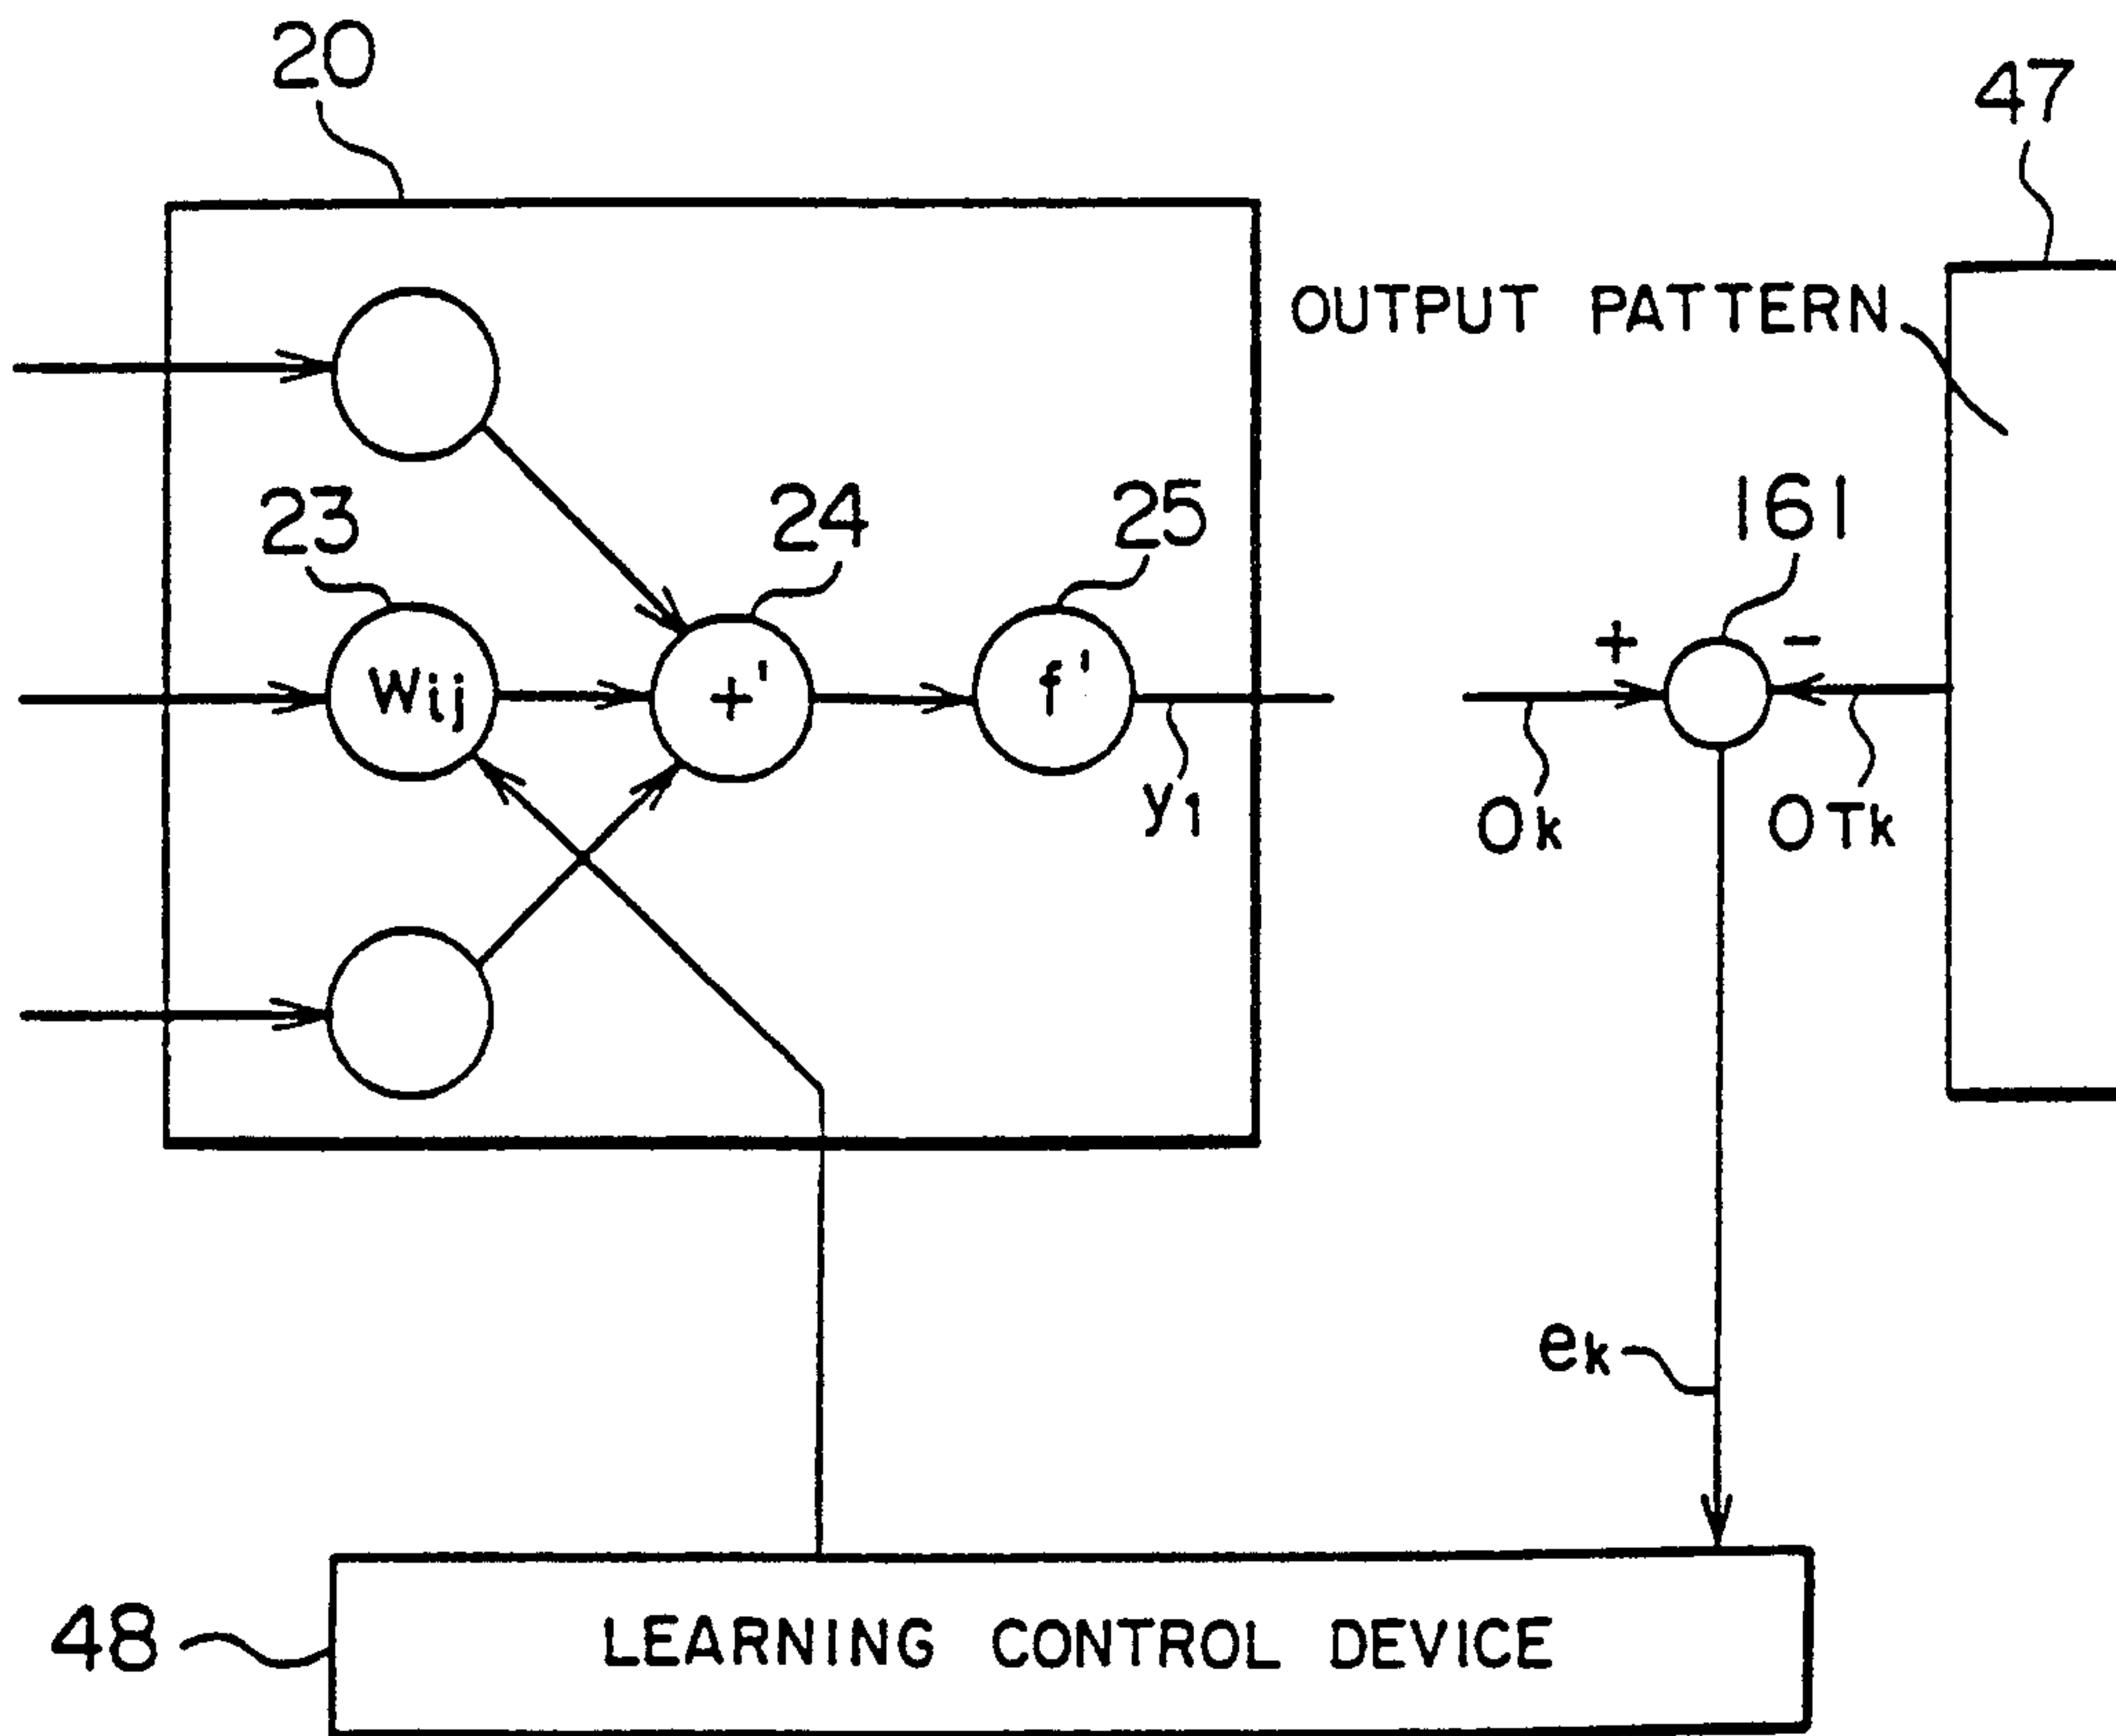 20
47
OUTPUT PATTERN
23
24
25
161
+
−
Wij
+'
f'
y1
Ok
OTk
ek
48
LEARNING CONTROL DEVICE